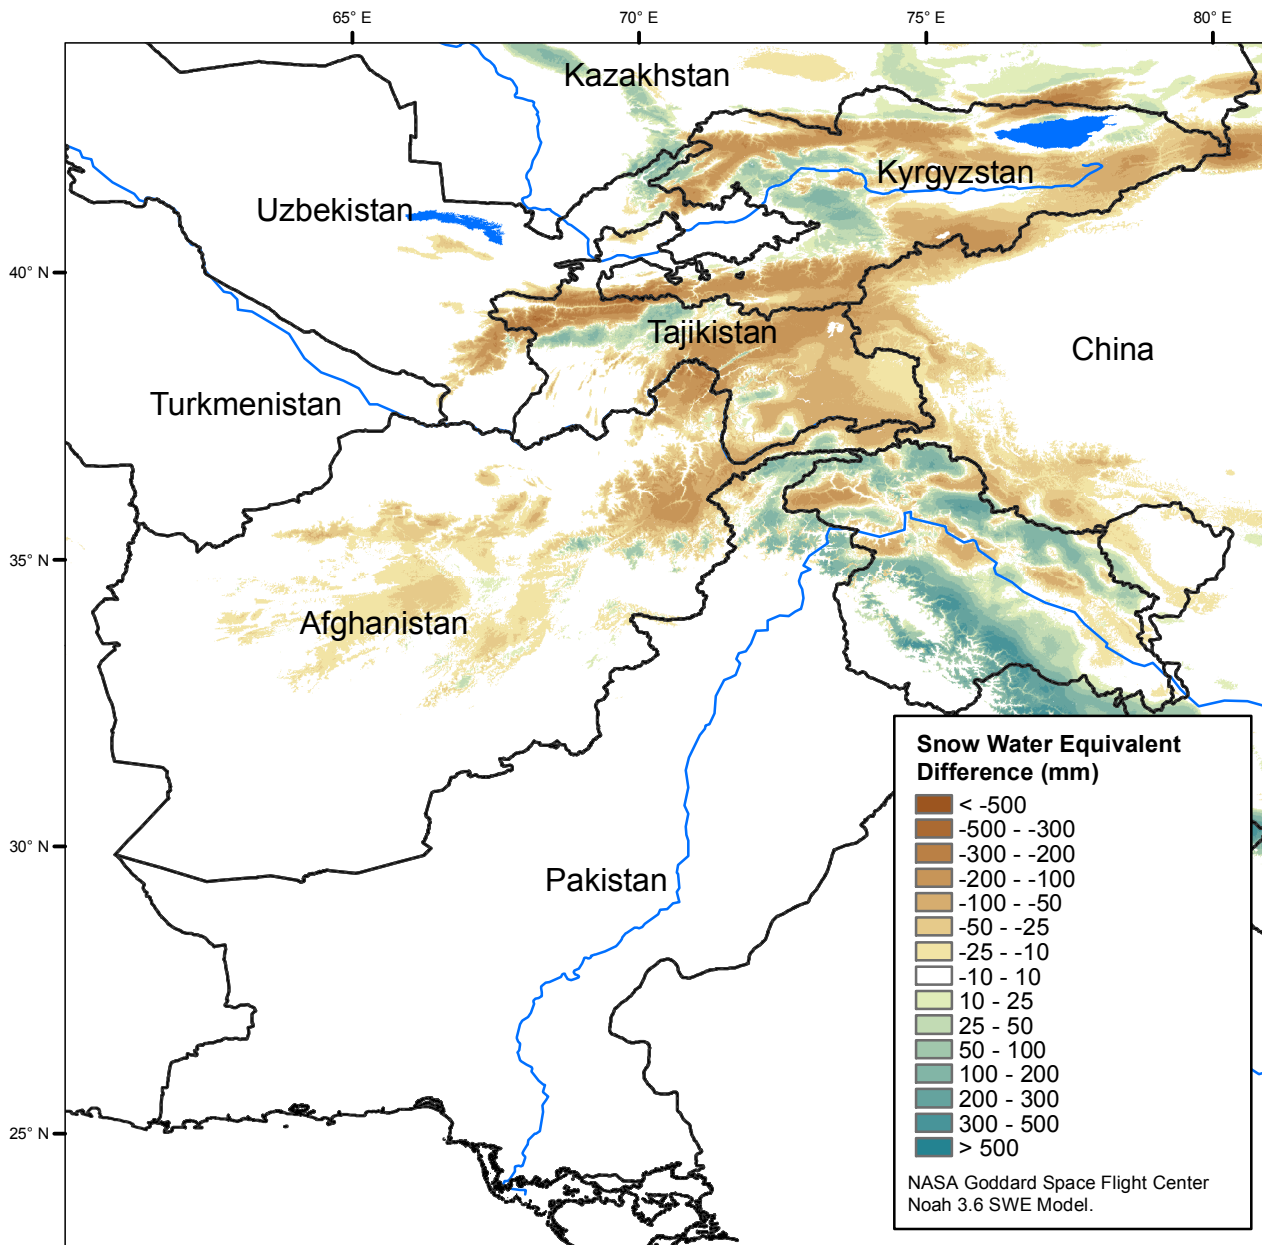 65° E
70° E
75° E
80° E
Kazakhstan
Kyrgyzstan
Uzbekistan
40° N
Tajikistan
China
Turkmenistan
35° N
Afghanistan
30° N
Pakistan
25° N
Snow Water Equivalent
Difference (mm)
< -500
-500 - -300
-300 - -200
-200 - -100
-100 - -50
-50 - -25
-25 - -10
-10 - 10
10 - 25
25 - 50
50 - 100
100 - 200
200 - 300
300 - 500
> 500
NASA Goddard Space Flight Center
Noah 3.6 SWE Model.